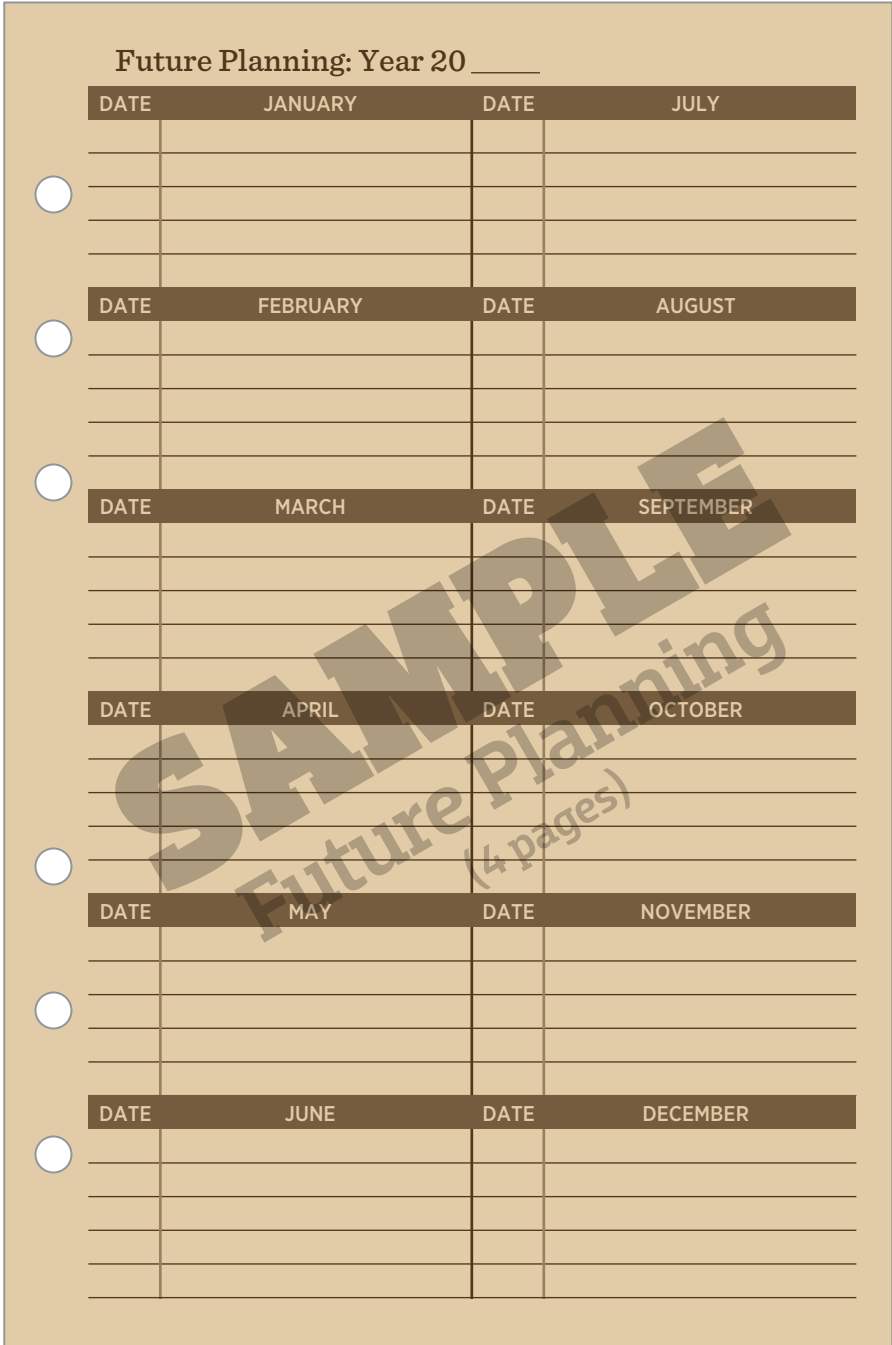 Future Planning: Year 20 _____
DATE JANUARY DATE JULY
DATE FEBRUARY DATE AUGUST
DATE MARCH DATE SEPTEMBER
DATE APRIL DATE OCTOBER
DATE MAY DATE NOVEMBER
DATE JUNE DATE DECEMBER
SAMPLE
Future Planning
(4 pages)